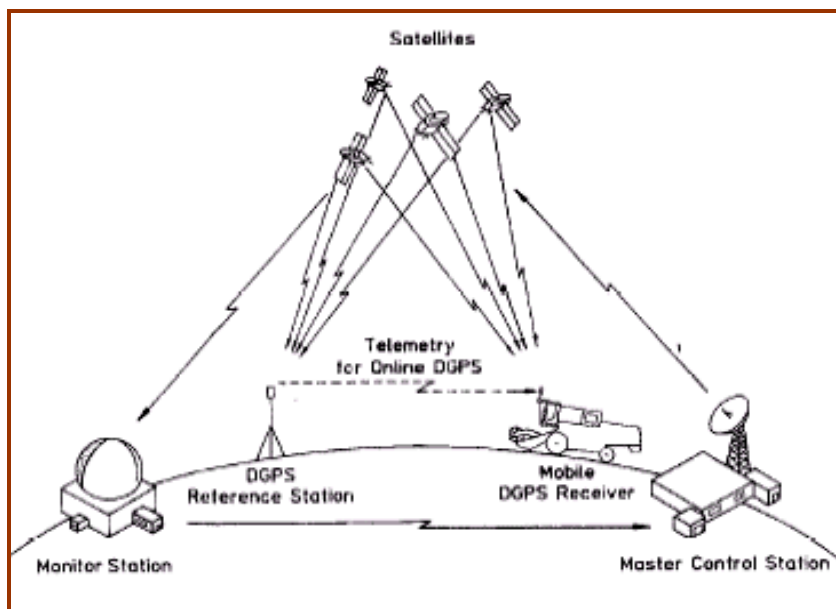 Satellites
Telemetry
for Online DGPS
DGPS
Reference Station
Mobile
DGPS Receiver
Monitor Station
Master Control Station